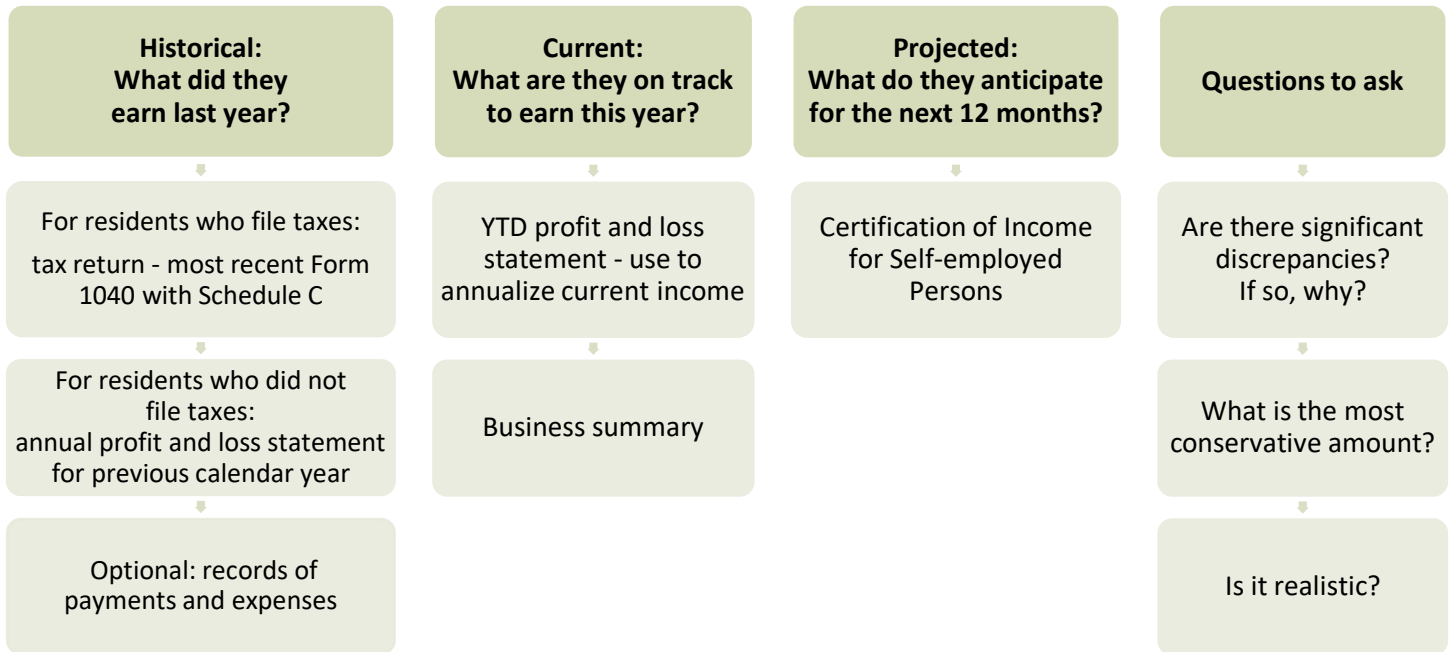 Historical:
What did they
earn last year?
For residents who file taxes:
tax return - most recent Form
1040 with Schedule C
For residents who did not
file taxes:
annual profit and loss statement
for previous calendar year
Optional: records of
payments and expenses
Current:
What are they on track
to earn this year?
YTD profit and loss
statement - use to
annualize current income
Business summary
Projected:
What do they anticipate
for the next 12 months?
Certification of Income
for Self-employed
Persons
Questions to ask
Are there significant
discrepancies?
If so, why?
What is the most
conservative amount?
Is it realistic?